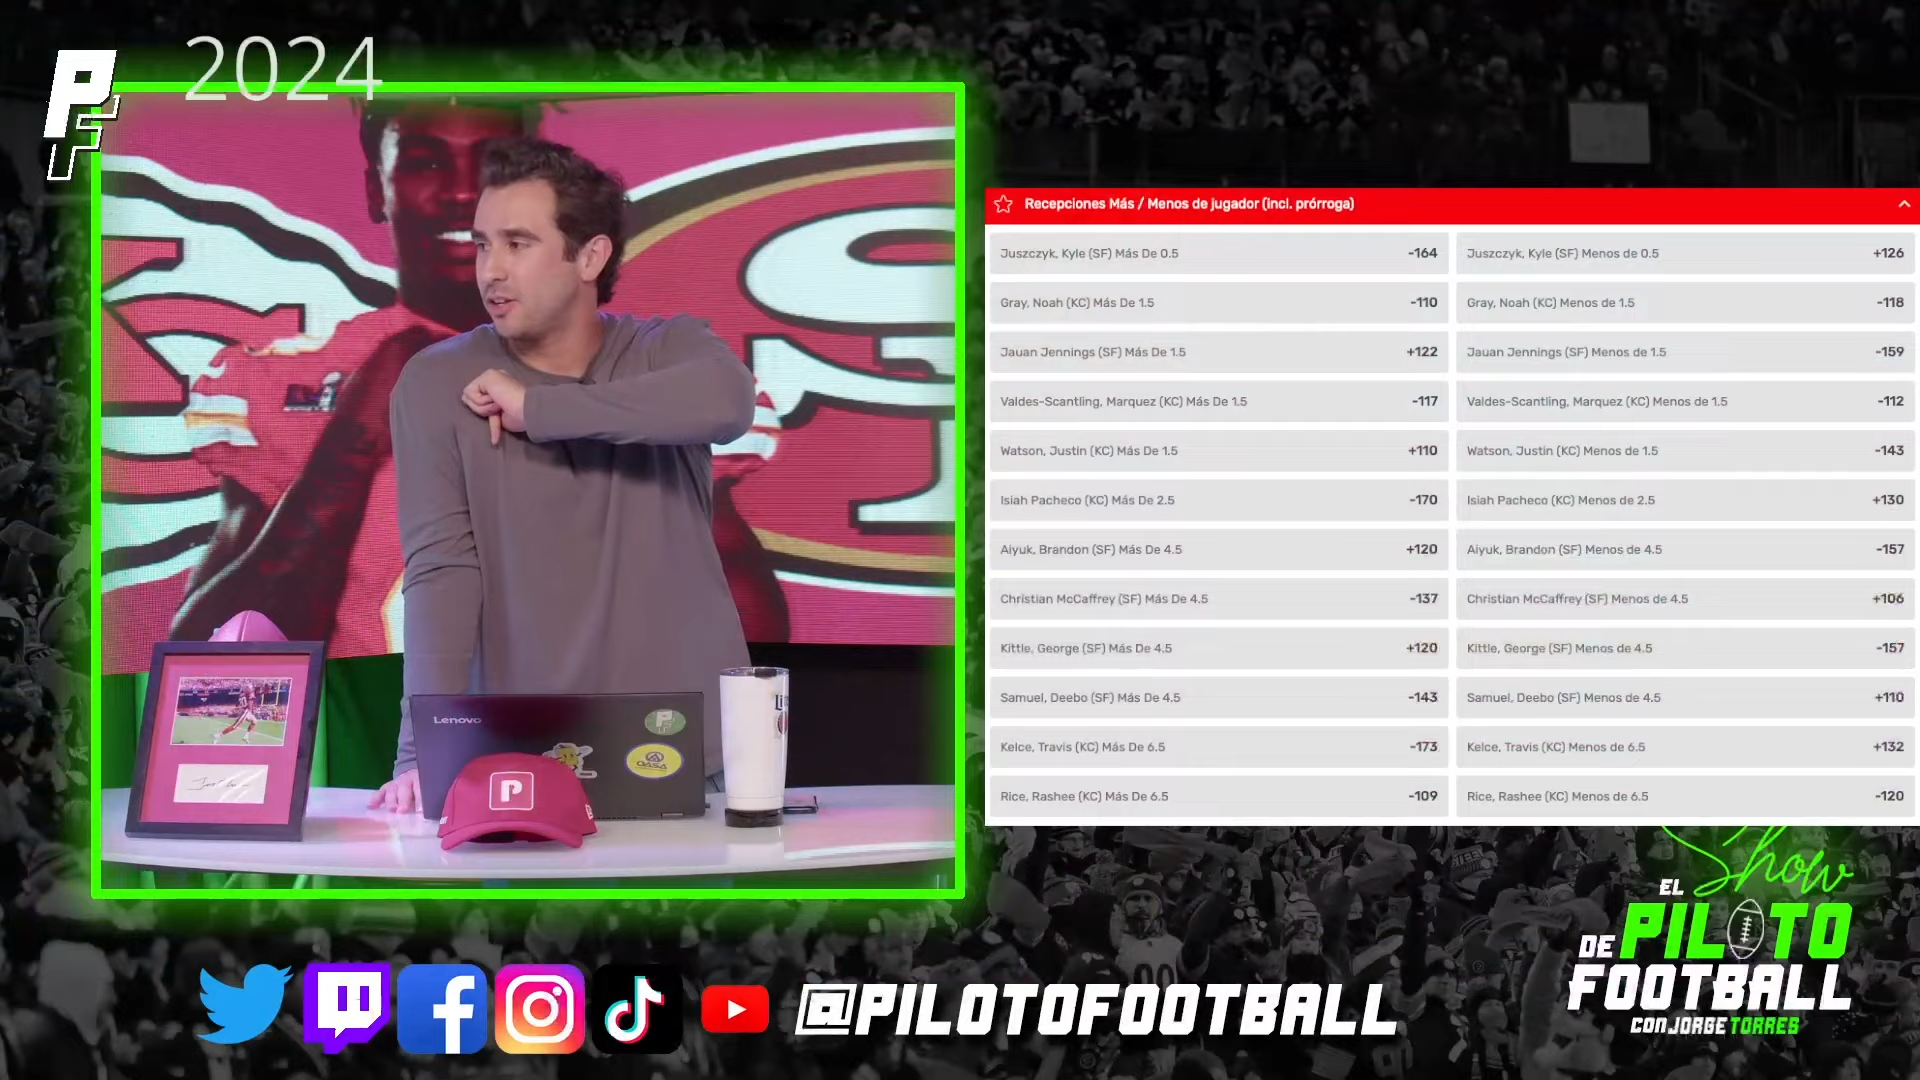 2024
PF
Recepciones Más / Menos de jugador (incl. prórroga)
Juszczyk, Kyle (SF) Más De 0.5 -164 Juszczyk, Kyle (SF) Menos de 0.5 +126
Gray, Noah (KC) Más De 1.5 -110 Gray, Noah (KC) Menos de 1.5 -118
Jauan Jennings (SF) Más De 1.5 +122 Jauan Jennings (SF) Menos de 1.5 -159
Valdes-Scantling, Marquez (KC) Más De 1.5 -117 Valdes-Scantling, Marquez (KC) Menos de 1.5 -112
Watson, Justin (KC) Más De 1.5 +110 Watson, Justin (KC) Menos de 1.5 -143
Isiah Pacheco (KC) Más De 2.5 -170 Isiah Pacheco (KC) Menos de 2.5 +130
Aiyuk, Brandon (SF) Más De 4.5 +120 Aiyuk, Brandon (SF) Menos de 4.5 -157
Christian McCaffrey (SF) Más De 4.5 -137 Christian McCaffrey (SF) Menos de 4.5 +106
Kittle, George (SF) Más De 4.5 +120 Kittle, George (SF) Menos de 4.5 -157
Samuel, Deebo (SF) Más De 4.5 -143 Samuel, Deebo (SF) Menos de 4.5 +110
Kelce, Travis (KC) Más De 6.5 -173 Kelce, Travis (KC) Menos de 6.5 +132
Rice, Rashee (KC) Más De 6.5 -109 Rice, Rashee (KC) Menos de 6.5 -120
Lenovo
P
EL Show
DE PILOTO
FOOTBALL
CON JORGE TORRES
@PILOTOFOOTBALL